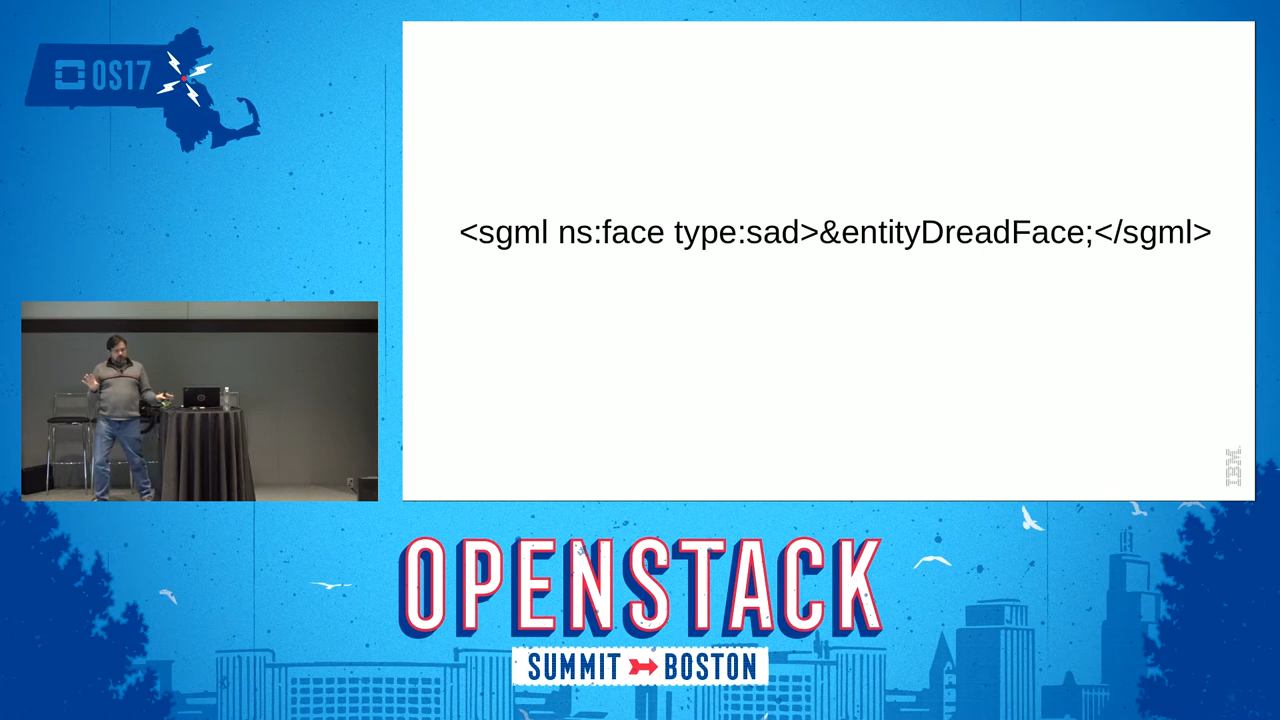 OS17
<sgml ns:face type:sad>&entityDreadFace;</sgml>
IBM
OPENSTACK
SUMMIT BOSTON